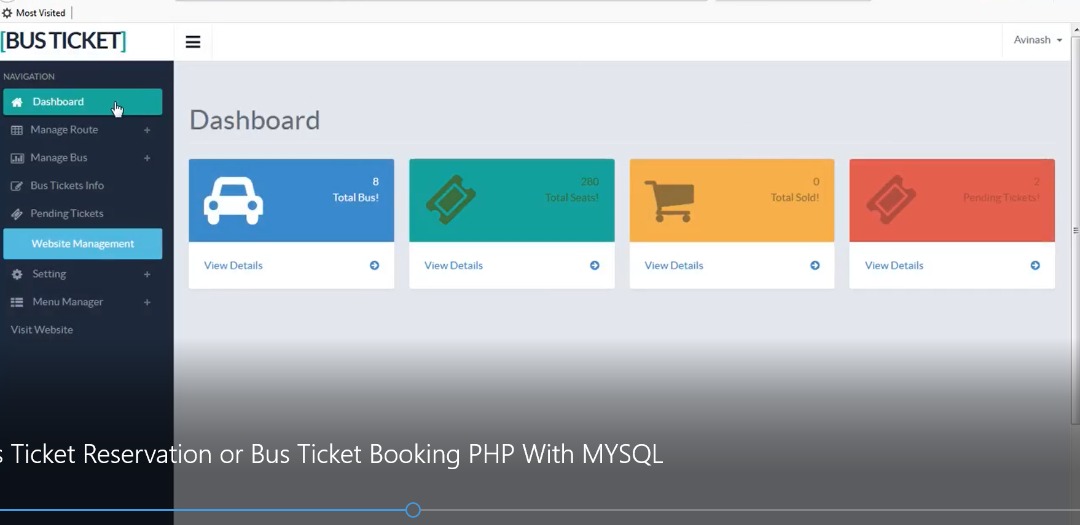 Most Visited
[BUS TICKET]
Avinash
NAVIGATION
Dashboard
Manage Route +
Manage Bus +
Bus Tickets Info
Pending Tickets
Website Management
Setting +
Menu Manager +
Visit Website
Dashboard
8
Total Bus!
View Details
280
Total Seats!
View Details
0
Total Sold!
View Details
2
Pending Tickets!
View Details
Ticket Reservation or Bus Ticket Booking PHP With MYSQL